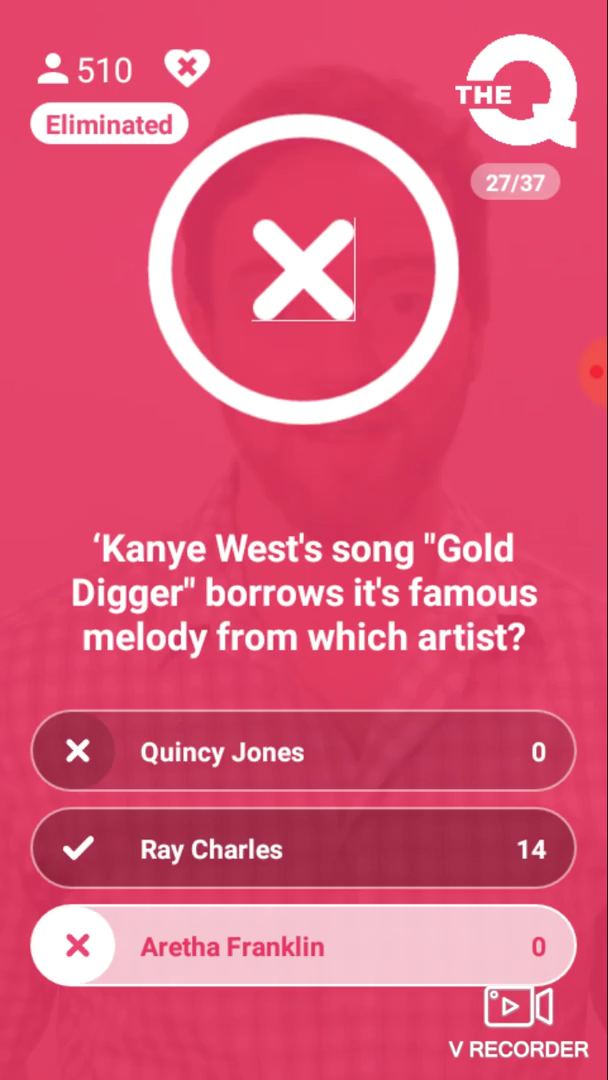 510
THE Q
Eliminated
27/37
‘Kanye West's song "Gold
Digger" borrows it's famous
melody from which artist?
Quincy Jones 0
Ray Charles 14
Aretha Franklin 0
V RECORDER